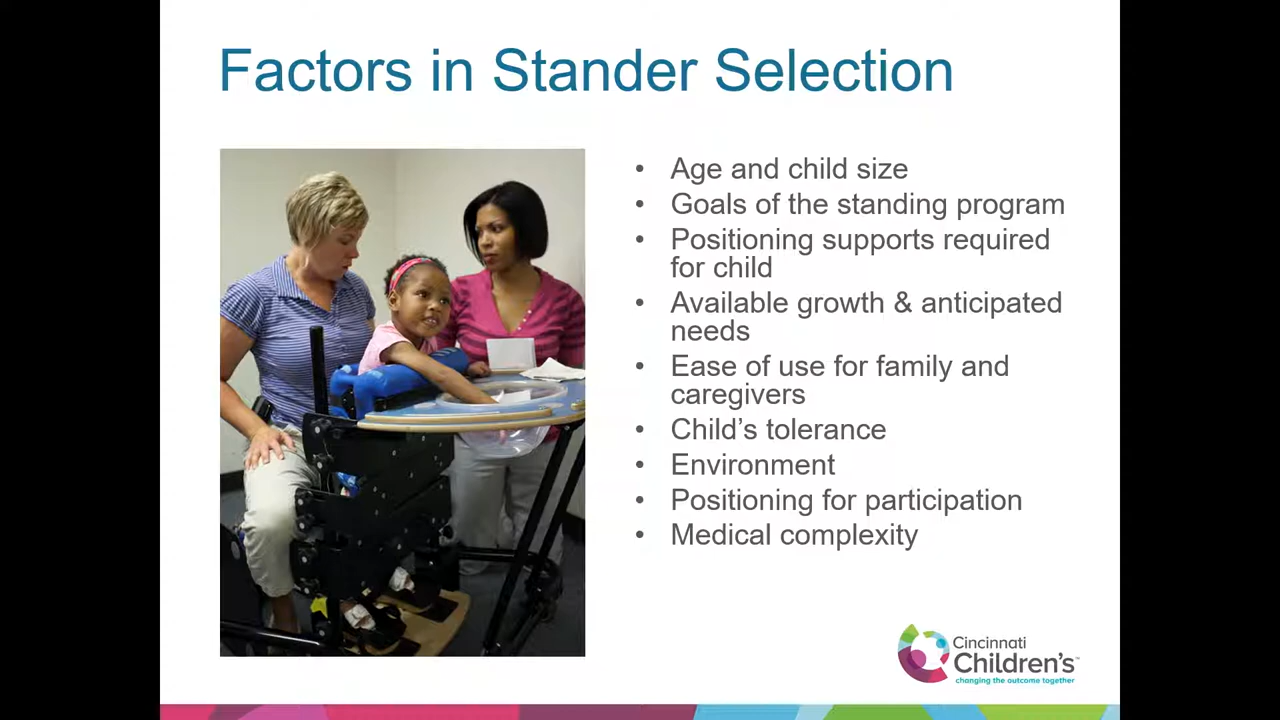 Factors in Stander Selection
• Age and child size
• Goals of the standing program
• Positioning supports required
for child
• Available growth & anticipated
needs
• Ease of use for family and
caregivers
• Child’s tolerance
• Environment
• Positioning for participation
• Medical complexity
Cincinnati
Children's™
changing the outcome together